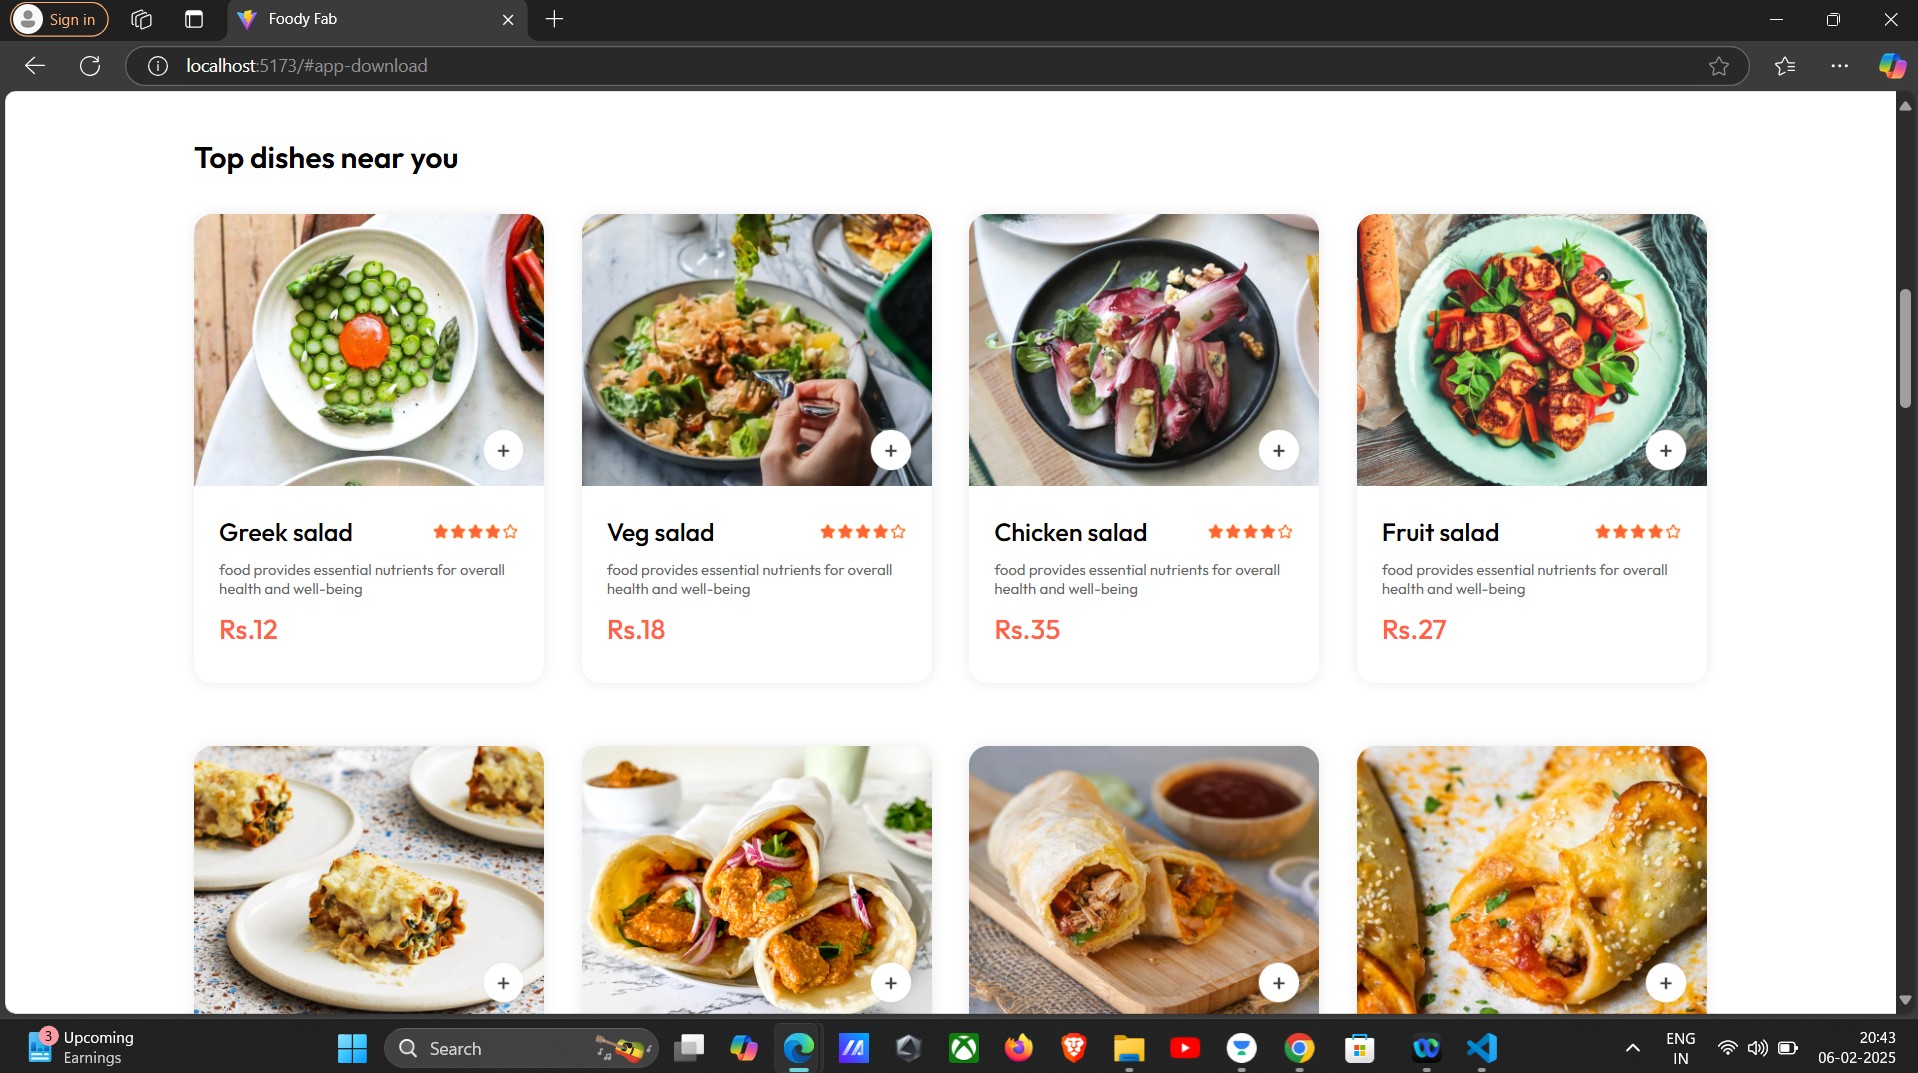 Sign in
Foody Fab
localhost:5173/#app-download
Top dishes near you
Greek salad
food provides essential nutrients for overall
health and well-being
Rs.12
Veg salad
food provides essential nutrients for overall
health and well-being
Rs.18
Chicken salad
food provides essential nutrients for overall
health and well-being
Rs.35
Fruit salad
food provides essential nutrients for overall
health and well-being
Rs.27
3
Upcoming
Earnings
Search
ENG
IN
20:43
06-02-2025